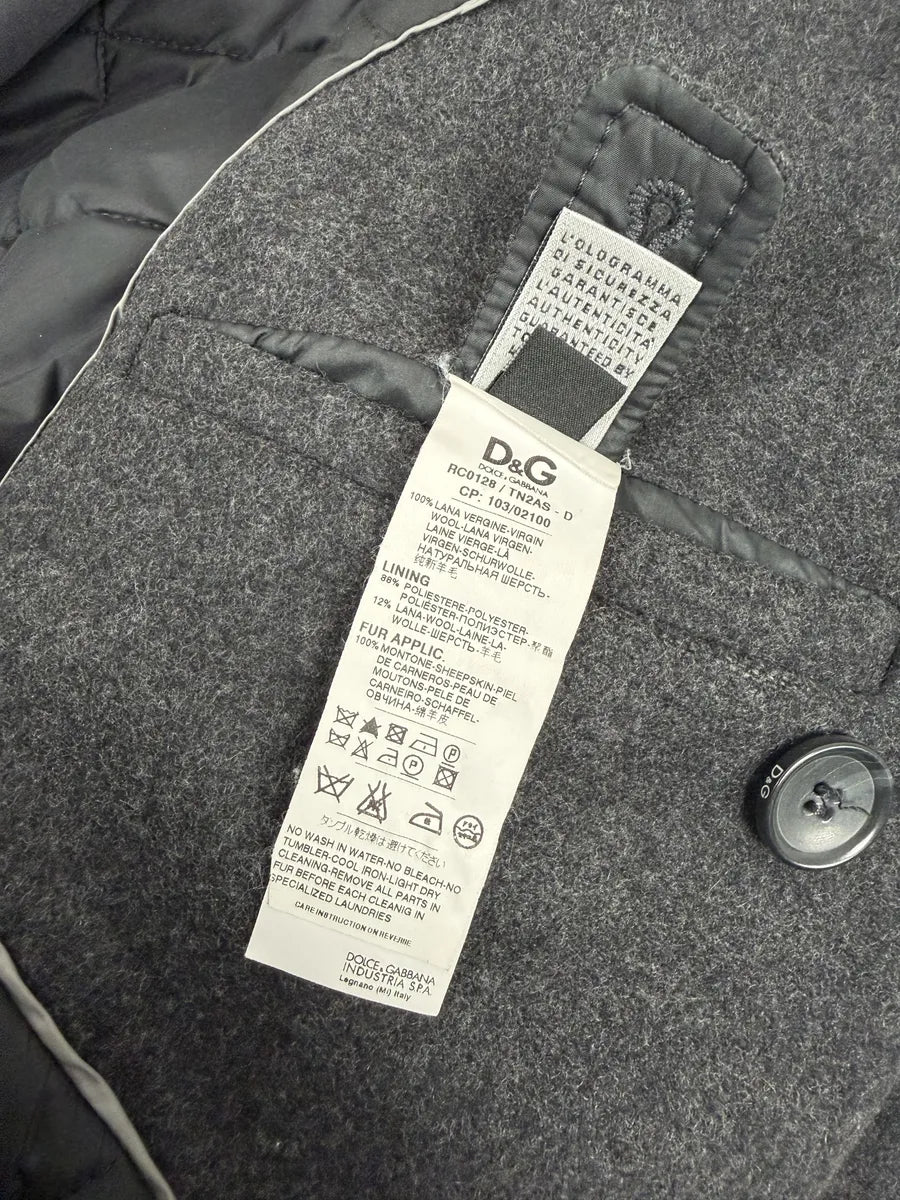 L'OLOGRAMMA
DI SICUREZZA
GARANTISCE
L'AUTENTICITA'
AUTHENTICITY
GUARANTEED BY
D&G
DOLCE & GABBANA
RC0128 / TN2AS - D
CP: 103/02100
100% LANA VERGINE-VIRGIN
WOOL-LANA VIRGEN-
LAINE VIERGE-LÃ
VIRGEN-SCHURWOLLE-
НАТУРАЛЬНАЯ ШЕРСТЬ-
纯新羊毛
LINING
88% POLIESTERE-POLYESTER-
POLIÉSTER-ПОЛИЭСТЕР-聚酯
12% LANA-WOOL-LAINE-LA-
WOLLE-ШЕРСТЬ-羊毛
FUR APPLIC.
100% MONTONE-SHEEPSKIN-PIEL
DE CARNEROS-PEAU DE
MOUTONS-PELE DE
CARNEIRO-SCHAFFEL-
ОВЧИНА-绵羊皮
P
P
タンブル乾燥は避けてください
NO WASH IN WATER-NO BLEACH-NO
TUMBLER-COOL IRON-LIGHT DRY
CLEANING-REMOVE ALL PARTS IN
FUR BEFORE EACH CLEANIG IN
SPECIALIZED LAUNDRIES
CARE INSTRUCTION ON REVERSE
DOLCE & GABBANA
INDUSTRIA S.P.A.
Legnano (Mi) Italy
D&G